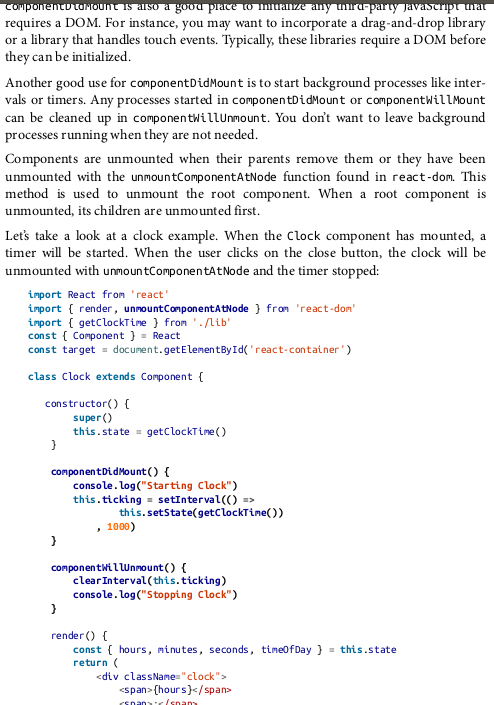 componentDidMount is also a good place to initialize any third-party JavaScript that
requires a DOM. For instance, you may want to incorporate a drag-and-drop library
or a library that handles touch events. Typically, these libraries require a DOM before
they can be initialized.
Another good use for componentDidMount is to start background processes like inter-
vals or timers. Any processes started in componentDidMount or componentWillMount
can be cleaned up in componentWillUnmount. You don't want to leave background
processes running when they are not needed.
Components are unmounted when their parents remove them or they have been
unmounted with the unmountComponentAtNode function found in react-dom. This
method is used to unmount the root component. When a root component is
unmounted, its children are unmounted first.
Let's take a look at a clock example. When the Clock component has mounted, a
timer will be started. When the user clicks on the close button, the clock will be
unmounted with unmountComponentAtNode and the timer stopped:
import React from 'react'
import { render, unmountComponentAtNode } from 'react-dom'
import { getClockTime } from './lib'
const { Component } = React
const target = document.getElementById('react-container')
class Clock extends Component {
constructor() {
super()
this.state = getClockTime()
}
componentDidMount() {
console.log("Starting Clock")
this.ticking = setInterval(() =>
this.setState(getClockTime())
, 1000)
}
componentWillUnmount() {
clearInterval(this.ticking)
console.log("Stopping Clock")
}
render() {
const { hours, minutes, seconds, timeOfDay } = this.state
return (
<div className="clock">
<span>{hours}</span>
<span>:</span>